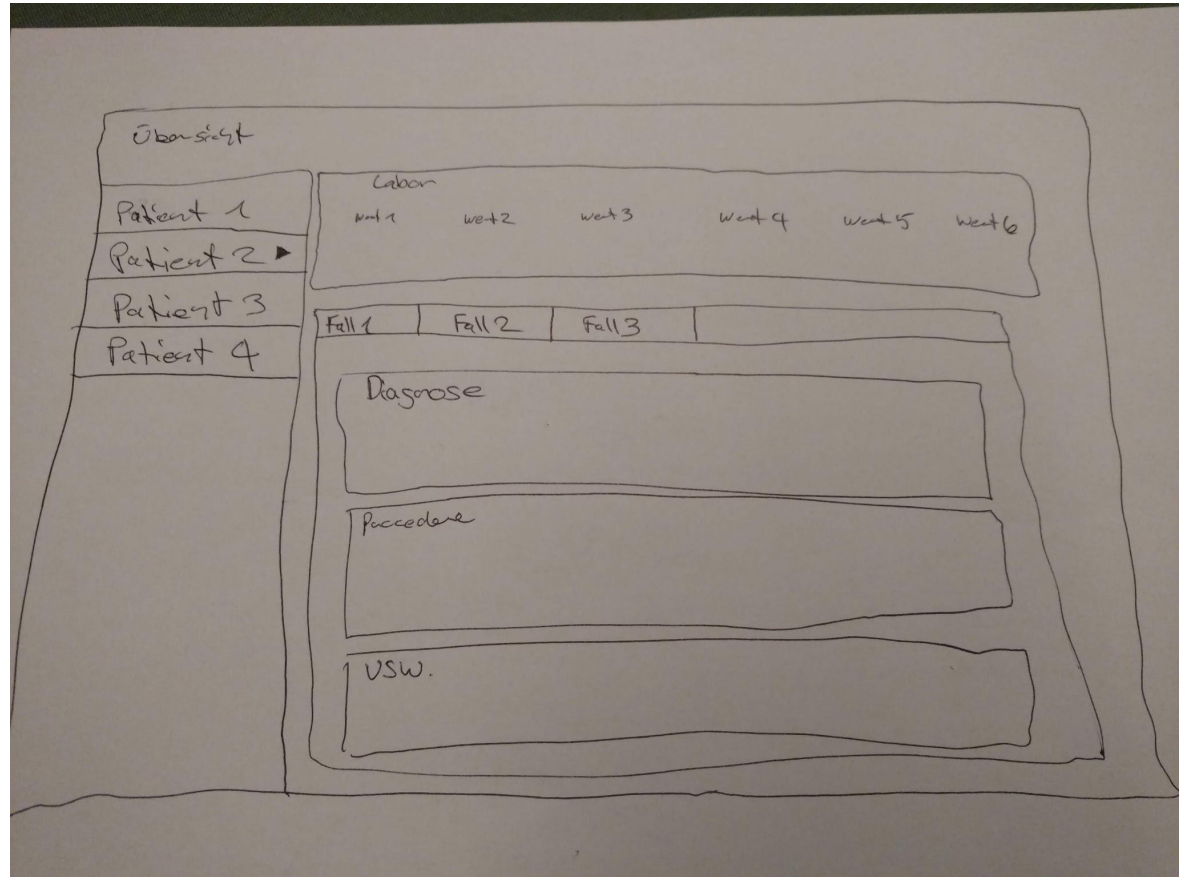 Übersicht
Patient 1
Patient 2 ▶
Patient 3
Patient 4
Labor
Wert 1 Wert 2 Wert 3 Wert 4 Wert 5 Wert 6
Fall 1 Fall 2 Fall 3
Diagnose
Proccedere
USW.